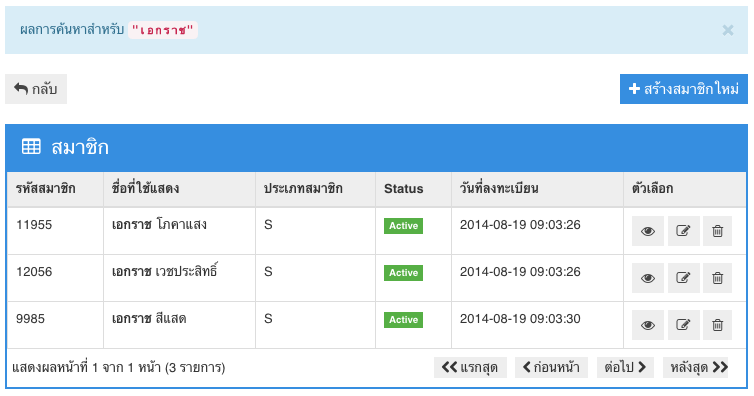 ผลการค้นหาสำหรับ "เอกราช" ×
กลับ
สร้างสมาชิกใหม่
สมาชิก
รหัสสมาชิก ชื่อที่ใช้แสดง ประเภทสมาชิก Status วันที่ลงทะเบียน ตัวเลือก
11955 เอกราช โภคาแสง S Active 2014-08-19 09:03:26
12056 เอกราช เวชประสิทธิ์ S Active 2014-08-19 09:03:26
9985 เอกราช สีแสด S Active 2014-08-19 09:03:30
แสดงผลหน้าที่ 1 จาก 1 หน้า (3 รายการ) แรกสุด ก่อนหน้า ต่อไป หลังสุด